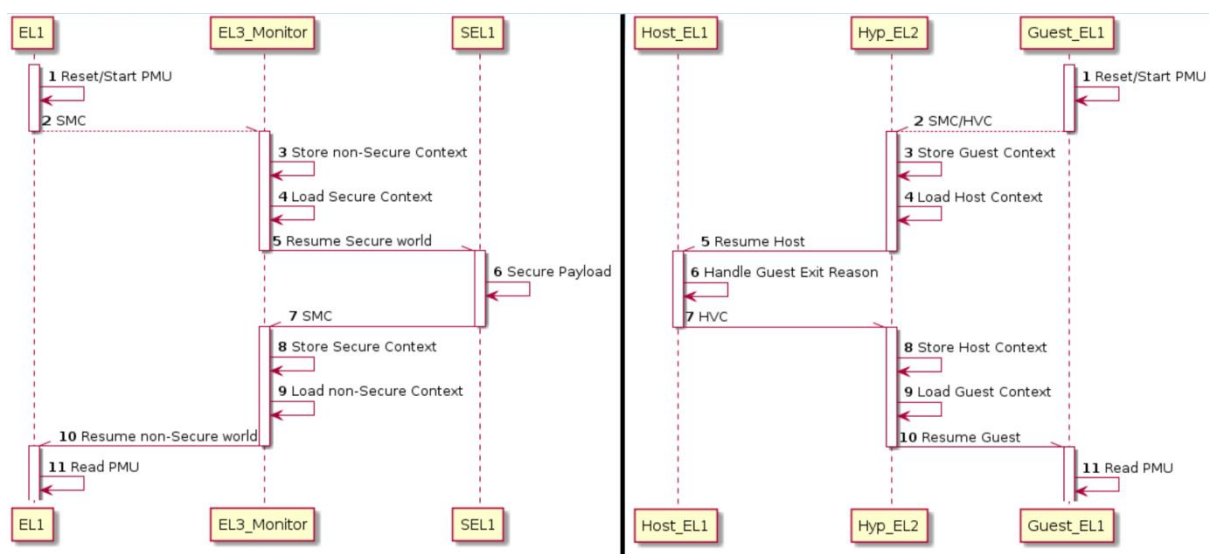 EL1 EL3_Monitor SEL1
1 Reset/Start PMU
2 SMC
3 Store non-Secure Context
4 Load Secure Context
5 Resume Secure world
6 Secure Payload
7 SMC
8 Store Secure Context
9 Load non-Secure Context
10 Resume non-Secure world
11 Read PMU
EL1 EL3_Monitor SEL1
Host_EL1 Hyp_EL2 Guest_EL1
1 Reset/Start PMU
2 SMC/HVC
3 Store Guest Context
4 Load Host Context
5 Resume Host
6 Handle Guest Exit Reason
7 HVC
8 Store Host Context
9 Load Guest Context
10 Resume Guest
11 Read PMU
Host_EL1 Hyp_EL2 Guest_EL1